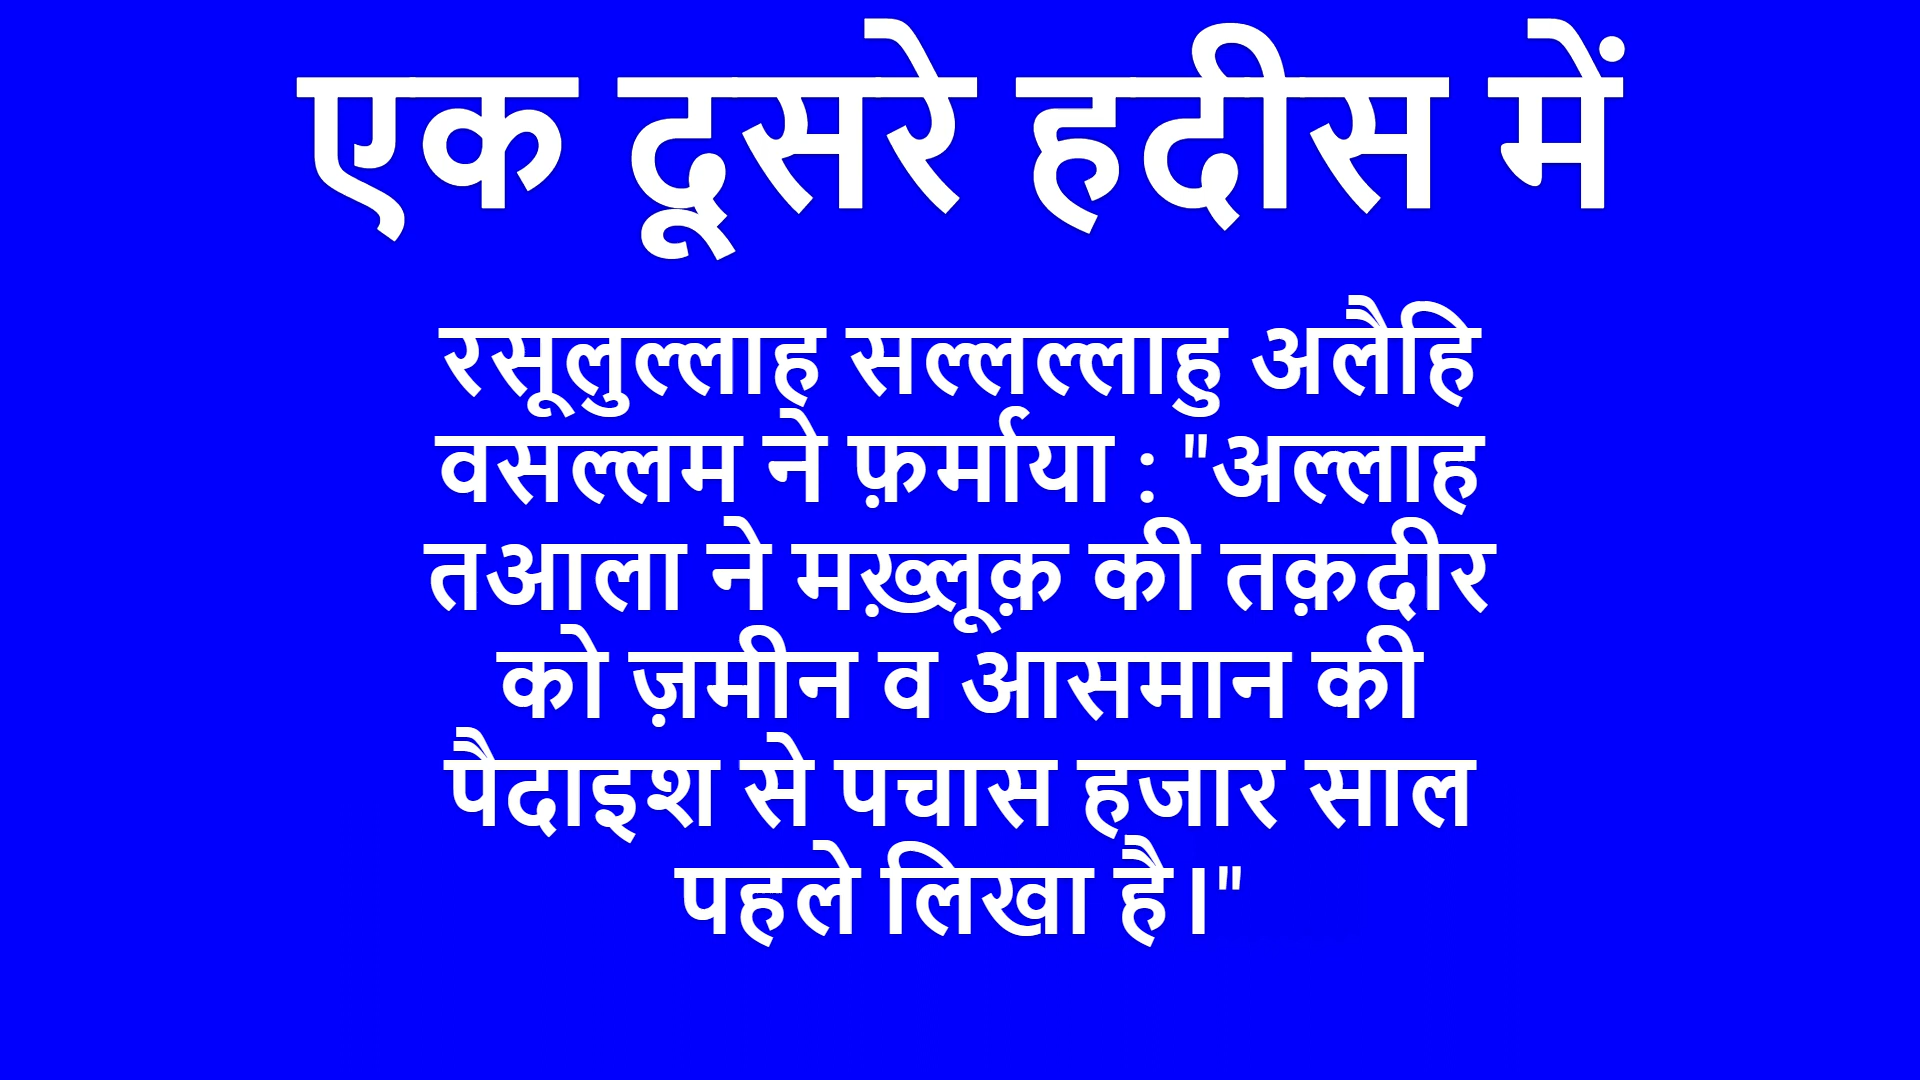 एक दूसरे हदीस में
रसूलुल्लाह सल्लल्लाहु अलैहि
वसल्लम ने फ़र्माया : "अल्लाह
तआला ने मख़्लूक़ की तक़दीर
को ज़मीन व आसमान की
पैदाइश से पचास हजार साल
पहले लिखा है।"